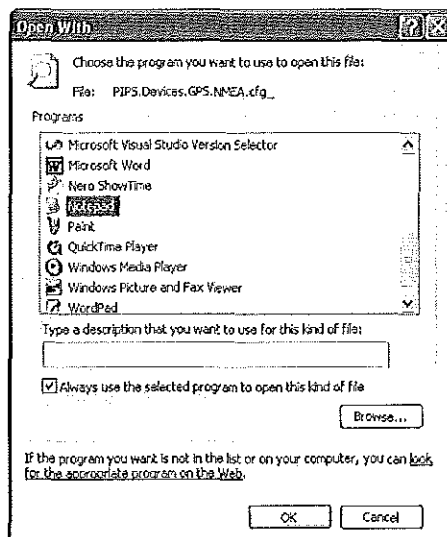 Open With
Choose the program you want to use to open this file:
File: PIPS.Devices.GPS.NMEA.cfg_
Programs
Microsoft Visual Studio Version Selector
Microsoft Word
Nero ShowTime
Notepad
Paint
QuickTime Player
Windows Media Player
Windows Picture and Fax Viewer
WordPad
Type a description that you want to use for this kind of file:
Always use the selected program to open this kind of file
Browse...
If the program you want is not in the list or on your computer, you can look
for the appropriate program on the Web.
OK Cancel